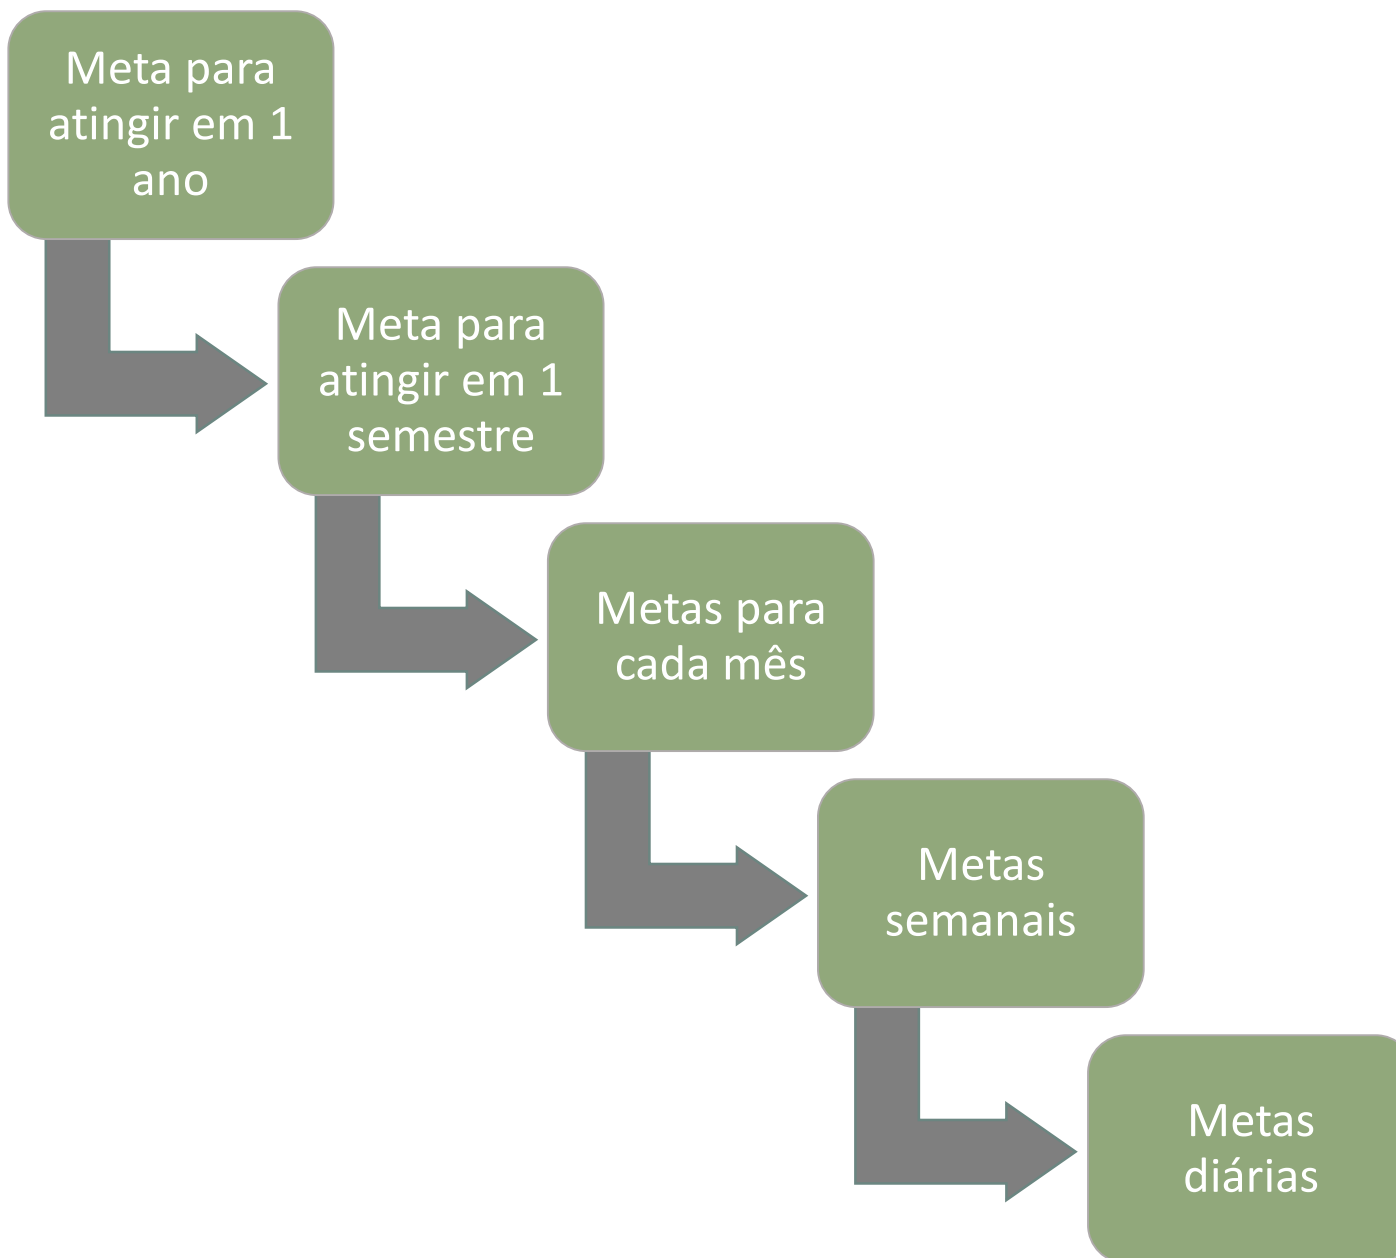 Meta para
atingir em 1
ano
Meta para
atingir em 1
semestre
Metas para
cada mês
Metas
semanais
Metas
diárias